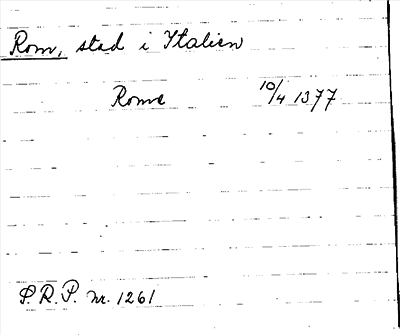 Rom, stad i Italien
Rome 10/4 1377
P.R.P. nr. 1261